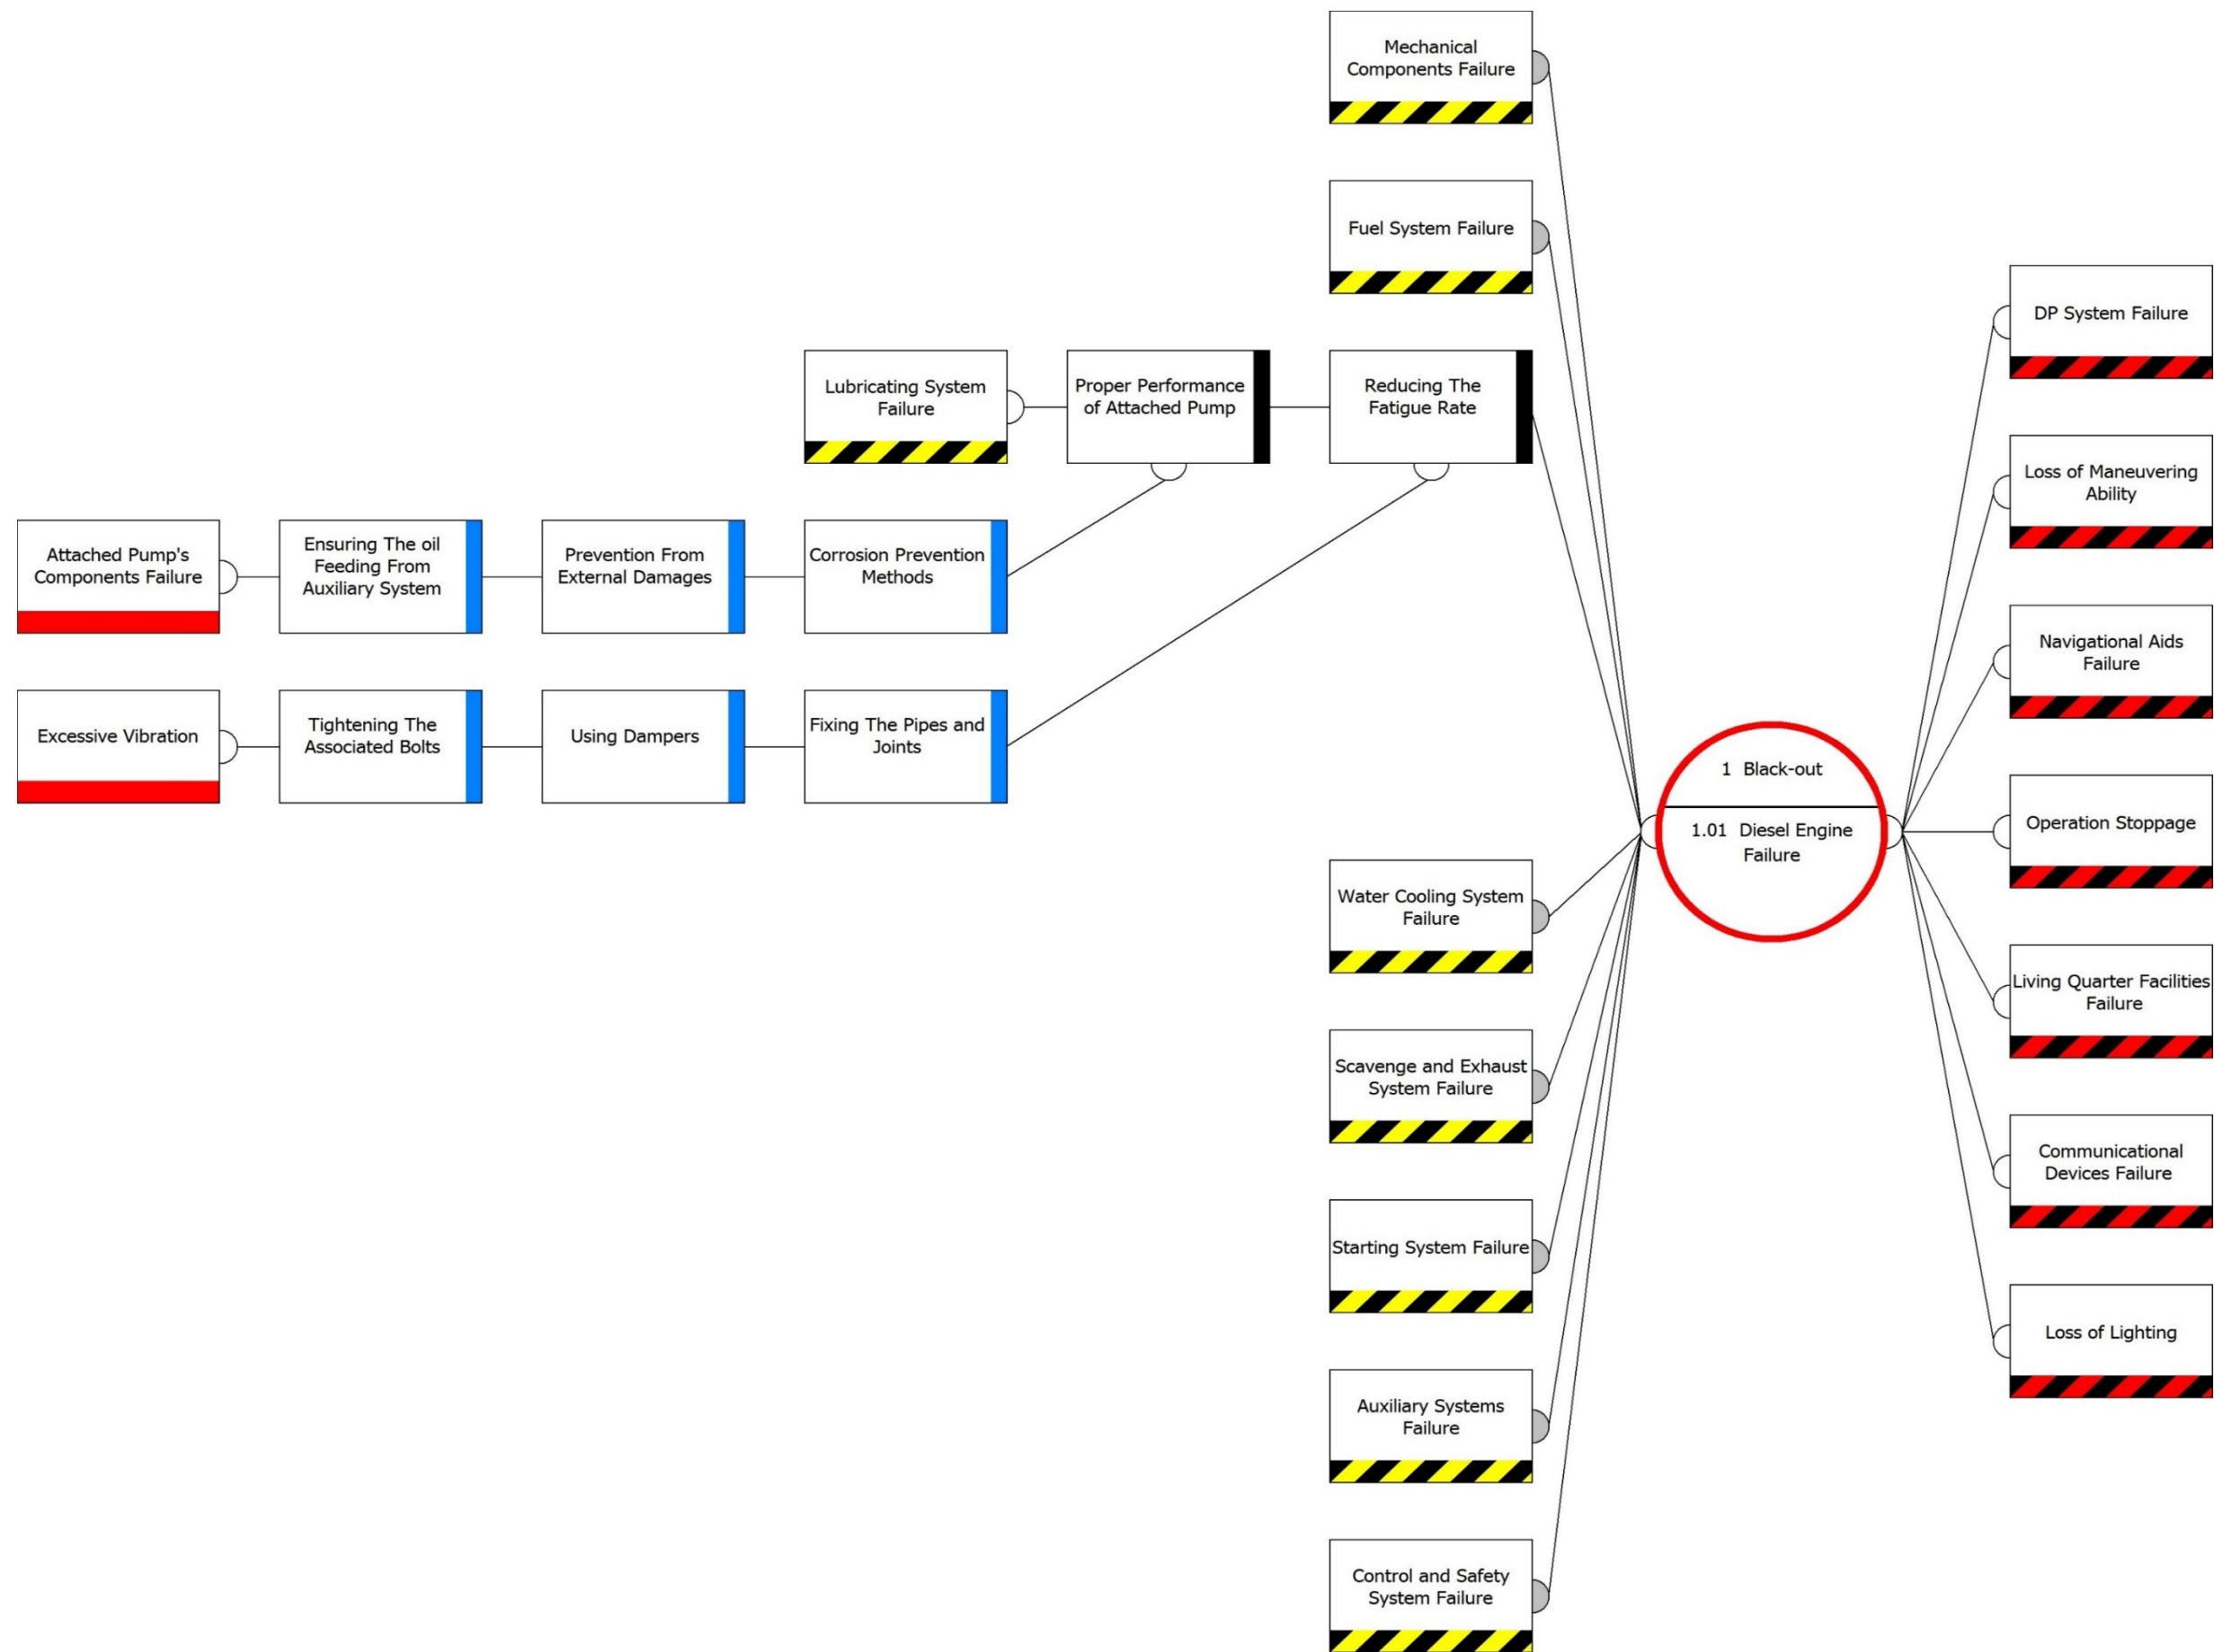 Mechanical
Components Failure
Fuel System Failure
Lubricating System
Failure
Proper Performance
of Attached Pump
Reducing The
Fatigue Rate
Attached Pump's
Components Failure
Ensuring The oil
Feeding From
Auxiliary System
Prevention From
External Damages
Corrosion Prevention
Methods
Excessive Vibration
Tightening The
Associated Bolts
Using Dampers
Fixing The Pipes and
Joints
Water Cooling System
Failure
Scavenge and Exhaust
System Failure
Starting System Failure
Auxiliary Systems
Failure
Control and Safety
System Failure
1 Black-out
1.01 Diesel Engine
Failure
DP System Failure
Loss of Maneuvering
Ability
Navigational Aids
Failure
Operation Stoppage
Living Quarter Facilities
Failure
Communicational
Devices Failure
Loss of Lighting